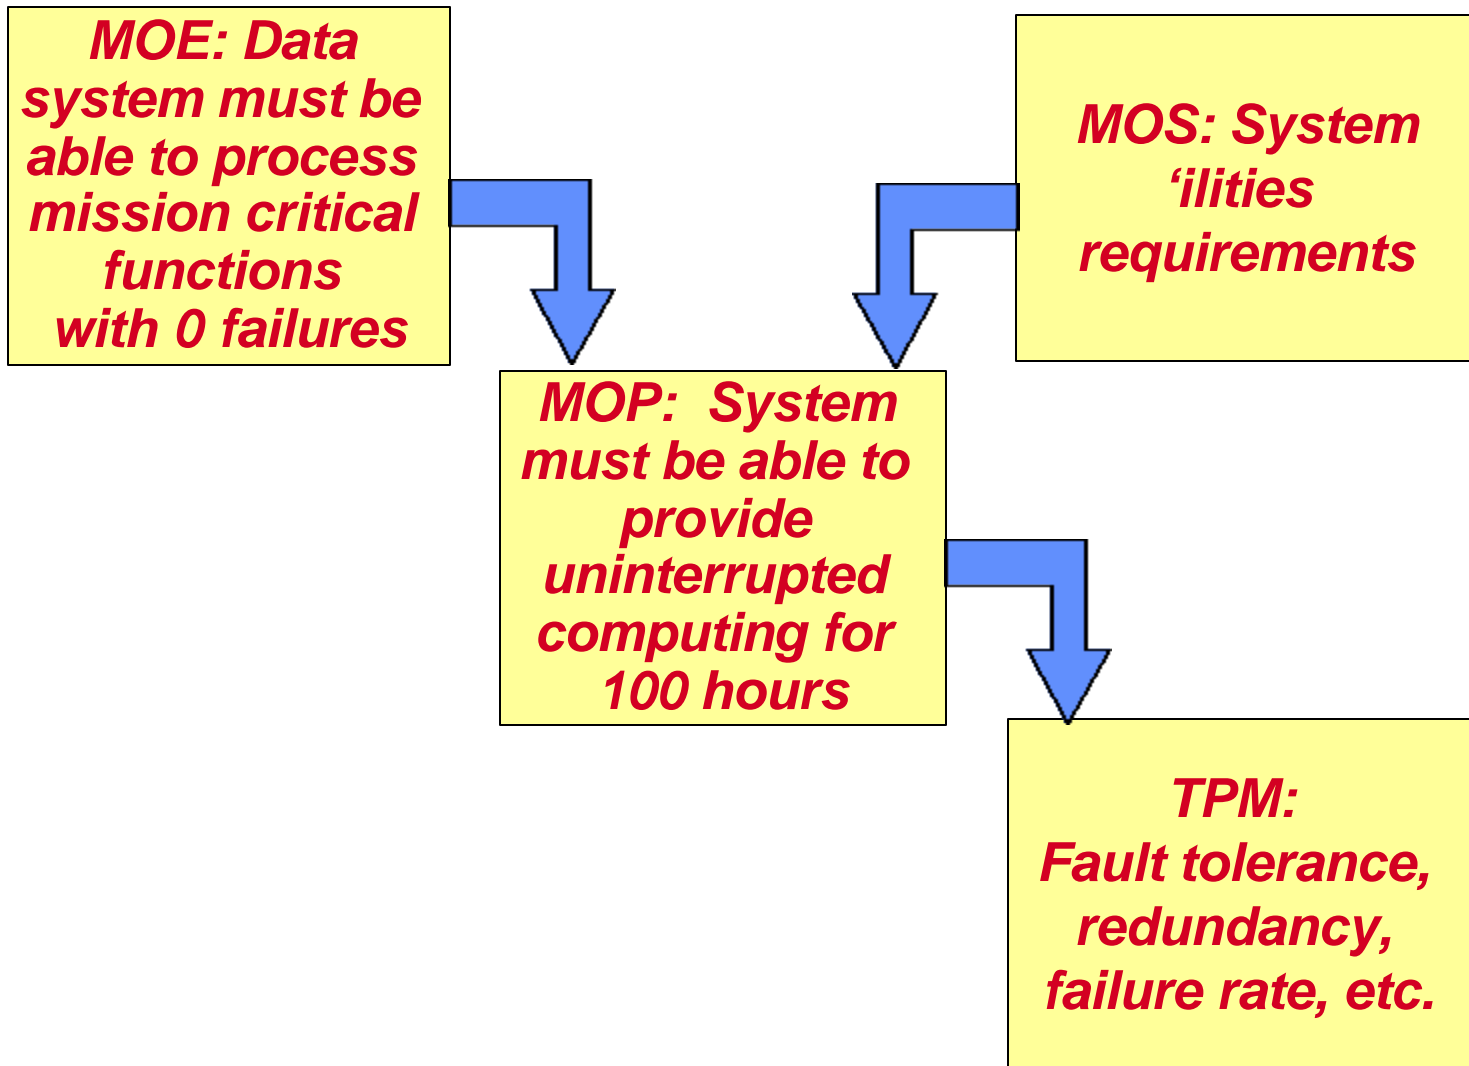 MOE: Data
system must be
able to process
mission critical
functions
with 0 failures
MOS: System
‘ilities
requirements
MOP: System
must be able to
provide
uninterrupted
computing for
100 hours
TPM:
Fault tolerance,
redundancy,
failure rate, etc.